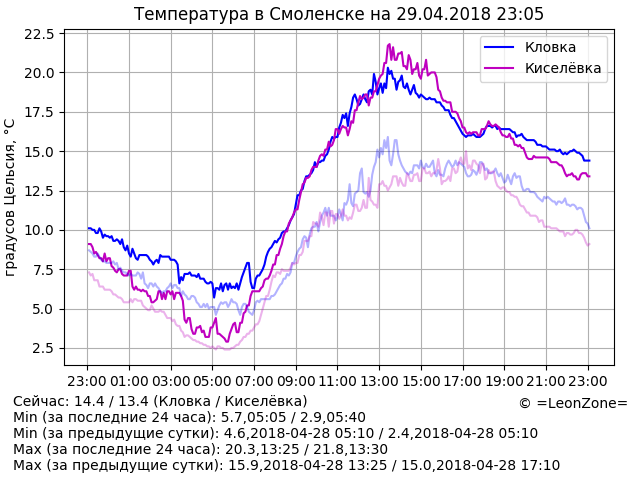 Температура в Смоленске на 29.04.2018 23:05
22.5
20.0
17.5
15.0
12.5
10.0
7.5
5.0
2.5
градусов Цельсия, °C
Кловка
Киселёвка
23:00 01:00 03:00 05:00 07:00 09:00 11:00 13:00 15:00 17:00 19:00 21:00 23:00
Сейчас: 14.4 / 13.4 (Кловка / Киселёвка)
© =LeonZone=
Min (за последние 24 часа): 5.7,05:05 / 2.9,05:40
Min (за предыдущие сутки): 4.6,2018-04-28 05:10 / 2.4,2018-04-28 05:10
Max (за последние 24 часа): 20.3,13:25 / 21.8,13:30
Max (за предыдущие сутки): 15.9,2018-04-28 13:25 / 15.0,2018-04-28 17:10